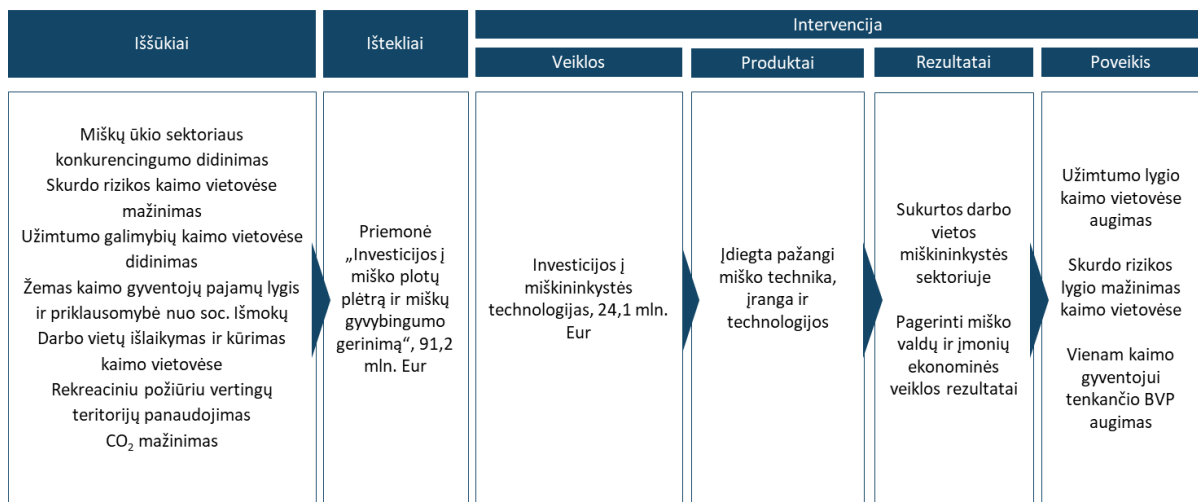 Iššūkiai
Ištekliai
Intervencija
Veiklos
Produktai
Rezultatai
Poveikis
Miškų ūkio sektoriaus
konkurencingumo didinimas
Skurdo rizikos kaimo vietovėse
mažinimas
Užimtumo galimybių kaimo vietovėse
didinimas
Žemas kaimo gyventojų pajamų lygis
ir priklausomybė nuo soc. Išmokų
Darbo vietų išlaikymas ir kūrimas
kaimo vietovėse
Rekreaciniu požiūriu vertingų
teritorijų panaudojimas
CO₂ mažinimas
Priemonė
„Investicijos į
miško plotų
plėtrą ir miškų
gyvybingumo
gerinimą“, 91,2
mln. Eur
Investicijos į
miškininkystės
technologijas, 24,1 mln.
Eur
Įdiegta pažangi
miško technika,
įranga ir
technologijos
Sukurtos darbo
vietos
miškininkystės
sektoriuje
Pagerinti miško
valdų ir įmonių
ekonominės
veiklos rezultatai
Užimtumo lygio
kaimo vietovėse
augimas
Skurdo rizikos
lygio mažinimas
kaimo vietovėse
Vienam kaimo
gyventojui
tenkančio BVP
augimas